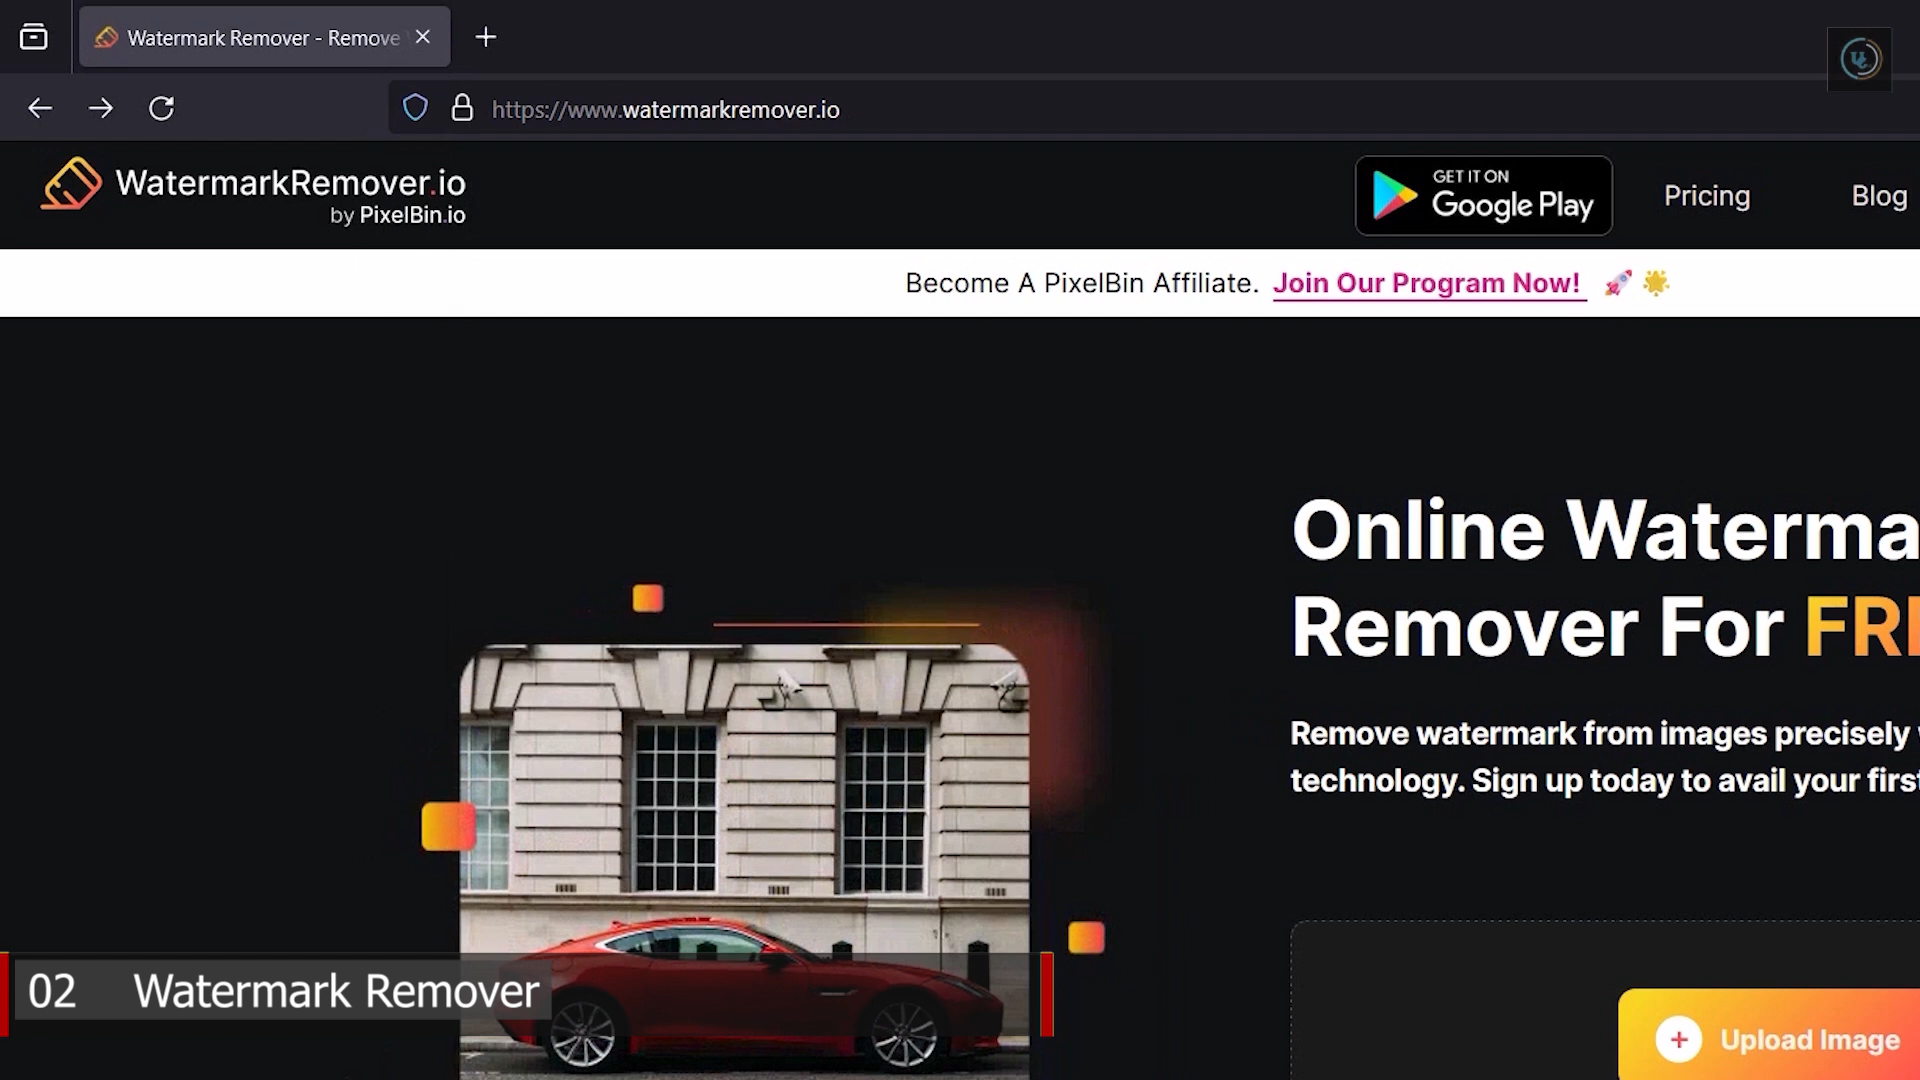 Watermark Remover - Remove
https://www.watermarkremover.io
WatermarkRemover.io
by PixelBin.io
GET IT ON
Google Play
Pricing
Blog
Become A PixelBin Affiliate. Join Our Program Now! 🚀 🌟
Online Waterma
Remover For FRE
Remove watermark from images precisely
technology. Sign up today to avail your first
Upload Image
02 Watermark Remover